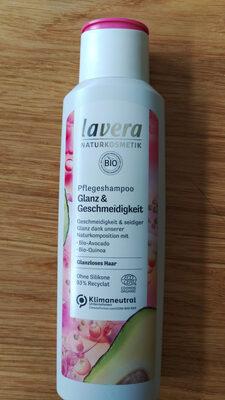 lavera
NATURKOSMETIK
BIO
Pflegeshampoo
Glanz &
Geschmeidigkeit
Geschmeidigkeit & seidiger
Glanz dank unserer
Naturkomposition mit
• Bio-Avocado
• Bio-Quinoa
Glanzloses Haar
Ohne Silikone
93% Recyclat
Klimaneutral